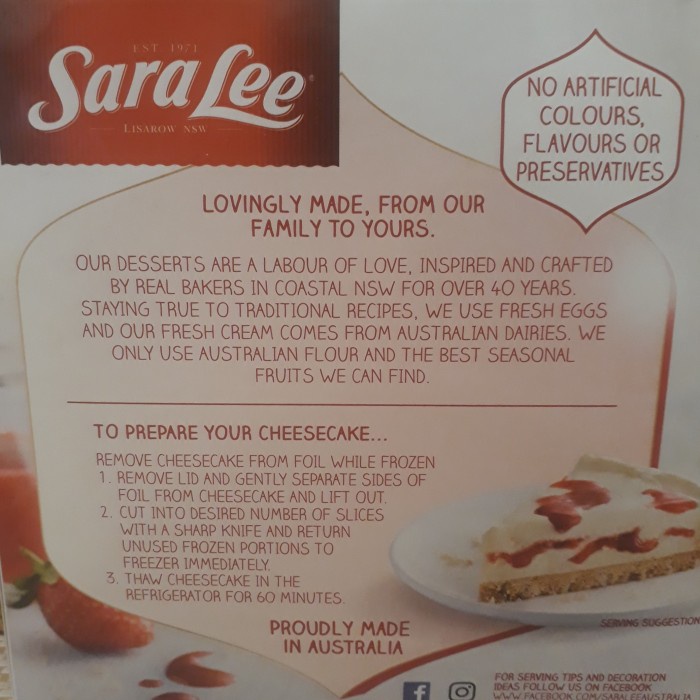 EST 1971
Sara Lee
LISAROW NSW
NO ARTIFICIAL
COLOURS,
FLAVOURS OR
PRESERVATIVES
LOVINGLY MADE, FROM OUR
FAMILY TO YOURS.
OUR DESSERTS ARE A LABOUR OF LOVE, INSPIRED AND CRAFTED
BY REAL BAKERS IN COASTAL NSW FOR OVER 40 YEARS.
STAYING TRUE TO TRADITIONAL RECIPES, WE USE FRESH EGGS
AND OUR FRESH CREAM COMES FROM AUSTRALIAN DAIRIES. WE
ONLY USE AUSTRALIAN FLOUR AND THE BEST SEASONAL
FRUITS WE CAN FIND.
TO PREPARE YOUR CHEESECAKE...
REMOVE CHEESECAKE FROM FOIL WHILE FROZEN
1. REMOVE LID AND GENTLY SEPARATE SIDES OF
FOIL FROM CHEESECAKE AND LIFT OUT.
2. CUT INTO DESIRED NUMBER OF SLICES
WITH A SHARP KNIFE AND RETURN
UNUSED FROZEN PORTIONS TO
FREEZER IMMEDIATELY.
3. THAW CHEESECAKE IN THE
REFRIGERATOR FOR 60 MINUTES.
SERVING SUGGESTION
PROUDLY MADE
IN AUSTRALIA
FOR SERVING TIPS AND DECORATION
IDEAS FOLLOW US ON FACEBOOK
WWW.FACEBOOK.COM/SARALEEAUSTRALIA